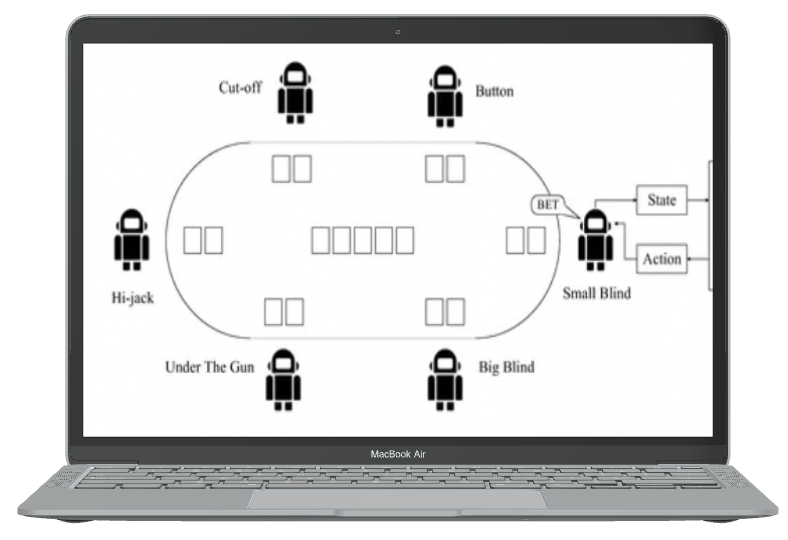 Cut-off
Button
BET
State
Action
Hi-jack
Small Blind
Under The Gun
Big Blind
MacBook Air